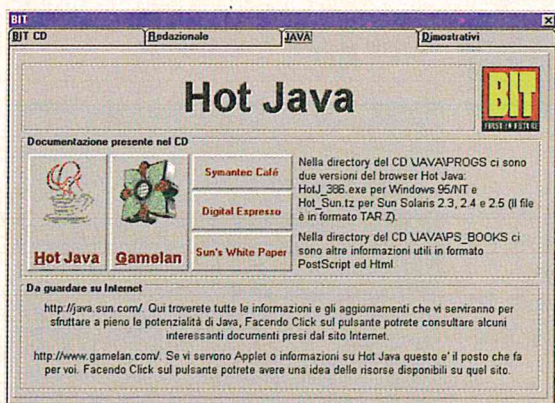 BIT
BIT CD
Redazionale
JAVA
Dimostrativi
Hot Java
BIT
Documentazione presente nel CD
Hot Java
Gamelan
Symantec Café
Digital Espresso
Sun's White Paper
Nella directory del CD \JAVA\PROGS ci sono
due versioni del browser Hot Java:
HotJ_386.exe per Windows 95/NT e
Hot_Sun.tz per Sun Solaris 2.3, 2.4 e 2.5 (Il file
è in formato TAR.Z).
Nella directory del CD \JAVA\PS_BOOKS ci
sono altre informazioni utili in formato
PostScript ed Html
Da guardare su Internet
http://java.sun.com/. Qui troverete tutte le informazioni e gli aggiornamenti che vi serviranno per
sfruttare a pieno le potenzialità di Java, Facendo Click sul pulsante potrete consultare alcuni
interessanti documenti presi dal sito Internet.
http://www.gamelan.com/. Se vi servono Applet o informazioni su Hot Java questo e' il posto che fa
per voi. Facendo Click sul pulsante potrete avere una idea delle risorse disponibili su quel sito.